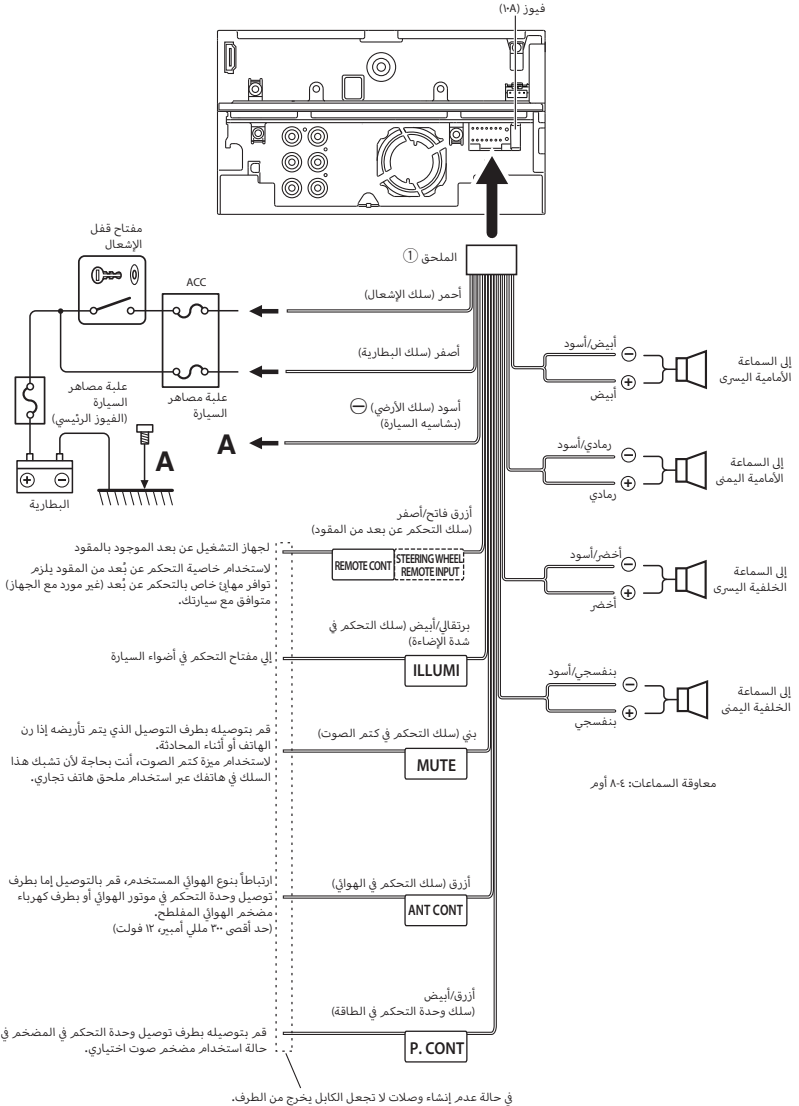 فيوز (١٠A)
الملحق ①
مفتاح قفل
الإشعال
ACC
أحمر (سلك الإشعال)
أصفر (سلك البطارية)
علبة مصاهر
السيارة
علبة مصاهر
السيارة
(الفيوز الرئيسي)
أسود (سلك الأرضي) ⊖
(بشاسيه السيارة)
A
A
البطارية
أبيض/أسود
أبيض
إلى السماعة
الأمامية اليسرى
رمادي/أسود
رمادي
إلى السماعة
الأمامية اليمنى
أخضر/أسود
أخضر
إلى السماعة
الخلفية اليسرى
بنفسجي/أسود
بنفسجي
إلى السماعة
الخلفية اليمنى
معاوقة السماعات: ٤-٨ أوم
أزرق فاتح/أصفر
(سلك التحكم عن بعد من المقود)
REMOTE CONT
STEERING WHEEL
REMOTE INPUT
لجهاز التشغيل عن بعد الموجود بالمقود
لاستخدام خاصية التحكم عن بُعد من المقود يلزم
توافر مهايئ خاص بالتحكم عن بُعد (غير مورد مع الجهاز)
متوافق مع سيارتك.
برتقالي/أبيض (سلك التحكم في
شدة الإضاءة)
ILLUMI
إلي مفتاح التحكم في أضواء السيارة
بني (سلك التحكم في كتم الصوت)
MUTE
قم بتوصيله بطرف التوصيل الذي يتم تأريضه إذا رن
الهاتف أو أثناء المحادثة.
لاستخدام ميزة كتم الصوت، أنت بحاجة لأن تشبك هذا
السلك في هاتفك عبر استخدام ملحق هاتف تجاري.
أزرق (سلك التحكم في الهوائي)
ANT CONT
ارتباطاً بنوع الهوائي المستخدم، قم بالتوصيل إما بطرف
توصيل وحدة التحكم في موتور الهوائي أو بطرف كهرباء
مضخم الهوائي المفلطح.
(حد أقصى ٣٠٠ مللي أمبير، ١٢ فولت)
أزرق/أبيض
(سلك وحدة التحكم في الطاقة)
P. CONT
قم بتوصيله بطرف توصيل وحدة التحكم في المضخم في
حالة استخدام مضخم صوت اختياري.
في حالة عدم إنشاء وصلات لا تجعل الكابل يخرج من الطرف.